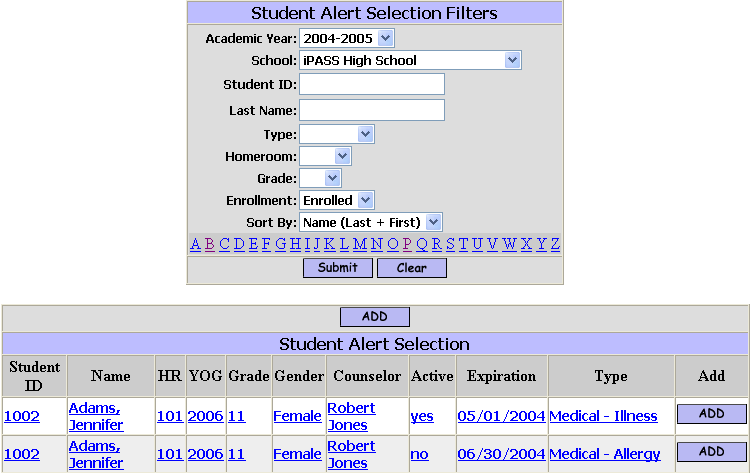 Student Alert Selection Filters
Academic Year: 2004-2005
School: iPASS High School
Student ID:
Last Name:
Type:
Homeroom:
Grade:
Enrollment: Enrolled
Sort By: Name (Last + First)
A B C D E F G H I J K L M N O P Q R S T U V W X Y Z
Submit Clear
ADD
Student Alert Selection
Student ID Name HR YOG Grade Gender Counselor Active Expiration Type Add
1002 Adams, Jennifer 101 2006 11 Female Robert Jones yes 05/01/2004 Medical - Illness ADD
1002 Adams, Jennifer 101 2006 11 Female Robert Jones no 06/30/2004 Medical - Allergy ADD